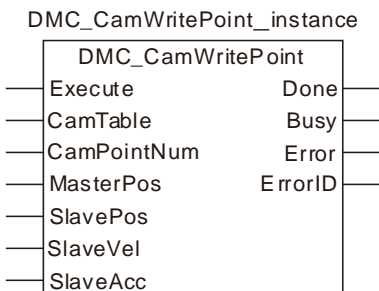 DMC_CamWritePoint_instance
DMC_CamWritePoint
Execute Done
CamTable Busy
CamPointNum Error
MasterPos ErrorID
SlavePos
SlaveVel
SlaveAcc